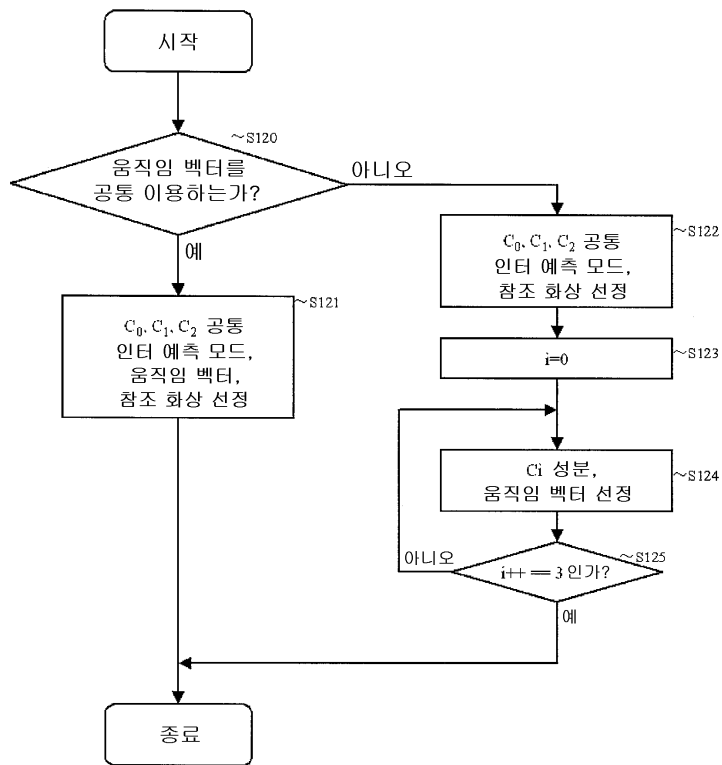 시작
~S120
움직임 벡터를
공통 이용하는가?
아니오
예
~S121
C₀、C₁、C₂ 공통
인터 예측 모드,
움직임 벡터,
참조 화상 선정
~S122
C₀、C₁、C₂ 공통
인터 예측 모드,
참조 화상 선정
~S123
i=0
~S124
Ci 성분,
움직임 벡터 선정
~S125
아니오
i++ == 3 인가?
예
종료